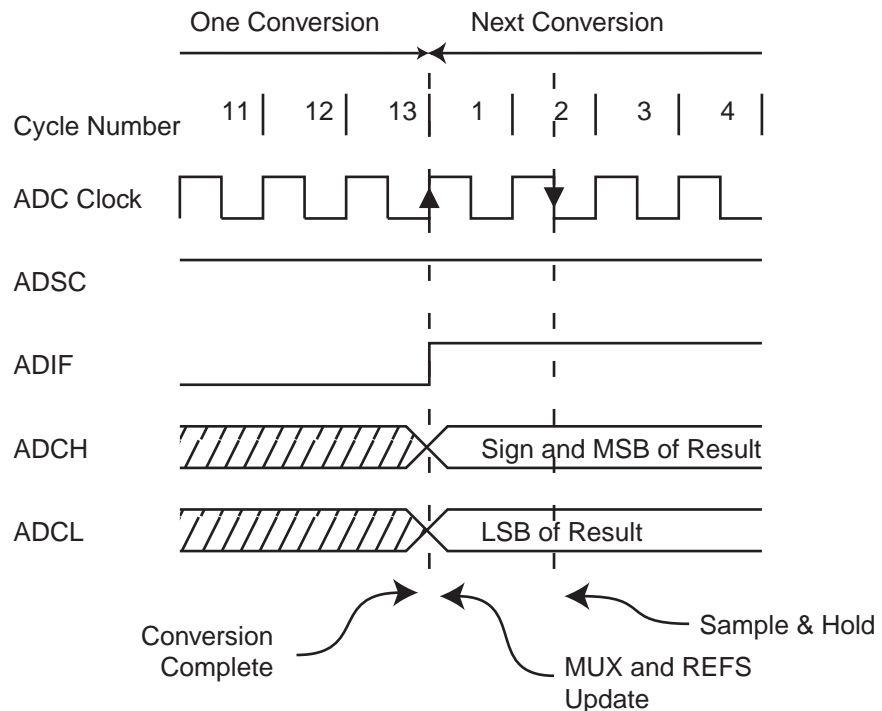 One Conversion Next Conversion
Cycle Number 11 12 13 1 2 3 4
ADC Clock
ADSC
ADIF
ADCH Sign and MSB of Result
ADCL LSB of Result
Conversion
Complete
MUX and REFS
Update
Sample & Hold